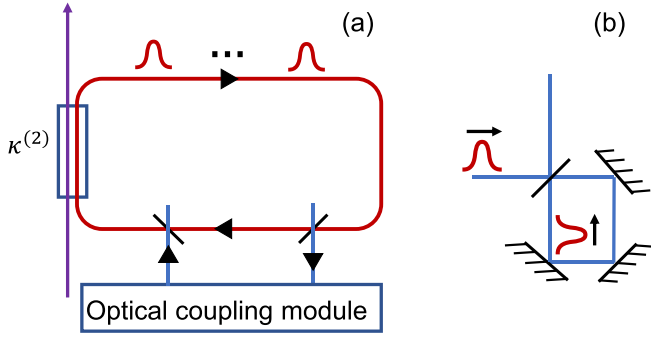 (a)
(b)
...
κ⁽²⁾
Optical coupling module